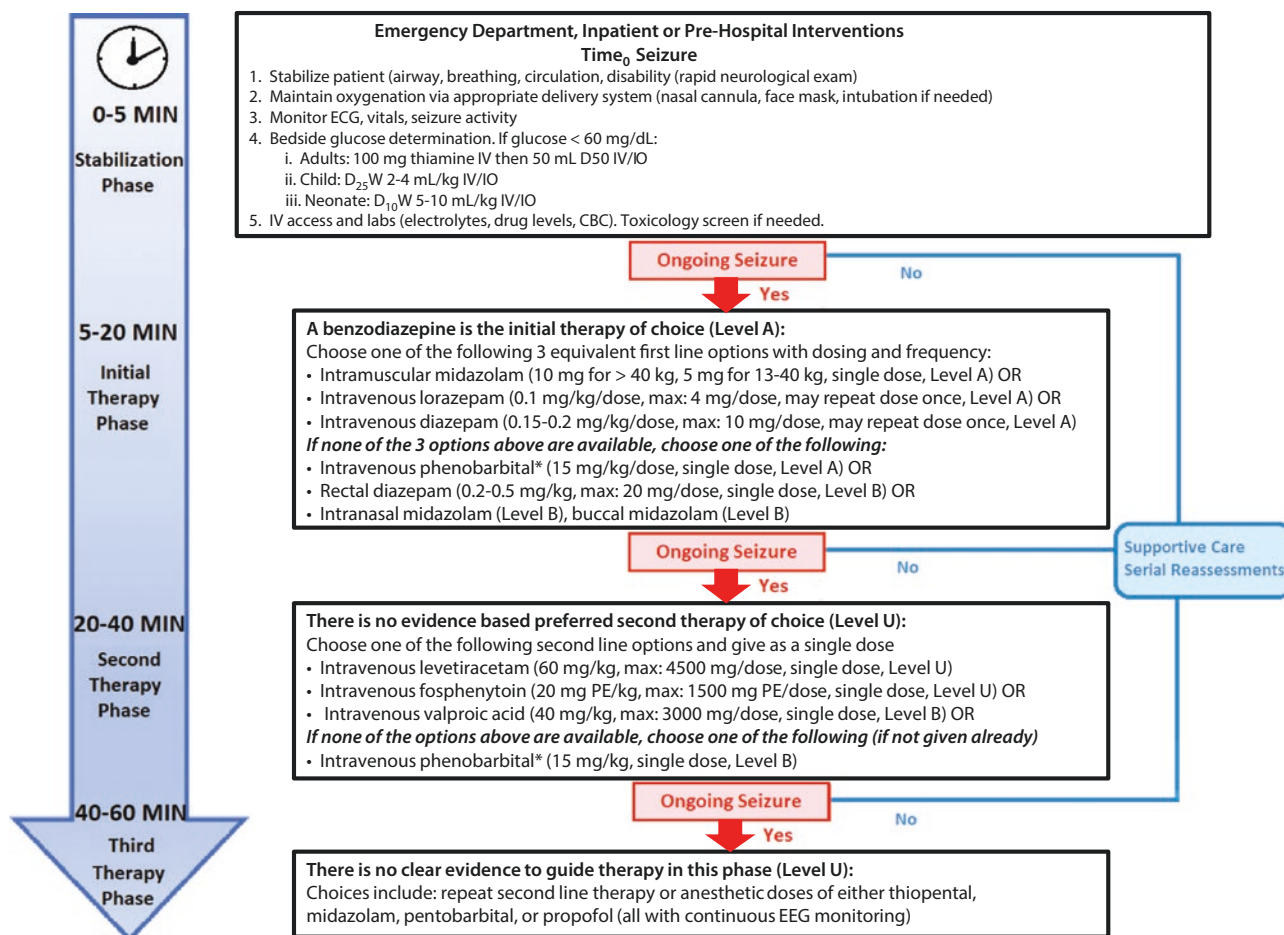 0-5 MIN
Stabilization
Phase
Emergency Department, Inpatient or Pre-Hospital Interventions
Time₀ Seizure
1. Stabilize patient (airway, breathing, circulation, disability (rapid neurological exam)
2. Maintain oxygenation via appropriate delivery system (nasal cannula, face mask, intubation if needed)
3. Monitor ECG, vitals, seizure activity
4. Bedside glucose determination. If glucose < 60 mg/dL:
i. Adults: 100 mg thiamine IV then 50 mL D50 IV/IO
ii. Child: D₂₅W 2-4 mL/kg IV/IO
iii. Neonate: D₁₀W 5-10 mL/kg IV/IO
5. IV access and labs (electrolytes, drug levels, CBC). Toxicology screen if needed.
Ongoing Seizure
No
Yes
5-20 MIN
Initial
Therapy
Phase
A benzodiazepine is the initial therapy of choice (Level A):
Choose one of the following 3 equivalent first line options with dosing and frequency:
• Intramuscular midazolam (10 mg for > 40 kg, 5 mg for 13-40 kg, single dose, Level A) OR
• Intravenous lorazepam (0.1 mg/kg/dose, max: 4 mg/dose, may repeat dose once, Level A) OR
• Intravenous diazepam (0.15-0.2 mg/kg/dose, max: 10 mg/dose, may repeat dose once, Level A)
If none of the 3 options above are available, choose one of the following:
• Intravenous phenobarbital* (15 mg/kg/dose, single dose, Level A) OR
• Rectal diazepam (0.2-0.5 mg/kg, max: 20 mg/dose, single dose, Level B) OR
• Intranasal midazolam (Level B), buccal midazolam (Level B)
Ongoing Seizure
No
Yes
Supportive Care
Serial Reassessments
20-40 MIN
Second
Therapy
Phase
There is no evidence based preferred second therapy of choice (Level U):
Choose one of the following second line options and give as a single dose
• Intravenous levetiracetam (60 mg/kg, max: 4500 mg/dose, single dose, Level U)
• Intravenous fosphenytoin (20 mg PE/kg, max: 1500 mg PE/dose, single dose, Level U) OR
• Intravenous valproic acid (40 mg/kg, max: 3000 mg/dose, single dose, Level B) OR
If none of the options above are available, choose one of the following (if not given already)
• Intravenous phenobarbital* (15 mg/kg, single dose, Level B)
Ongoing Seizure
No
Yes
40-60 MIN
Third
Therapy
Phase
There is no clear evidence to guide therapy in this phase (Level U):
Choices include: repeat second line therapy or anesthetic doses of either thiopental,
midazolam, pentobarbital, or propofol (all with continuous EEG monitoring)